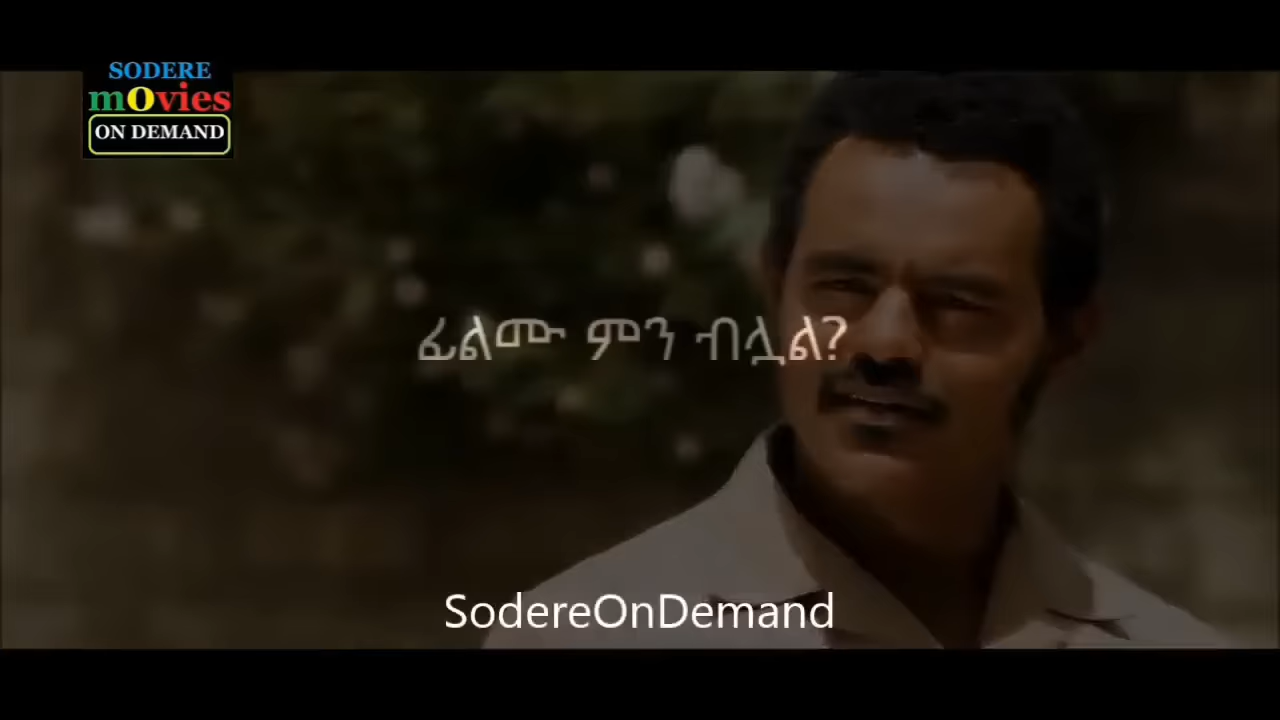 SODERE
mOvies
ON DEMAND
ፊልሙ ምን ብሏል?
SodereOnDemand